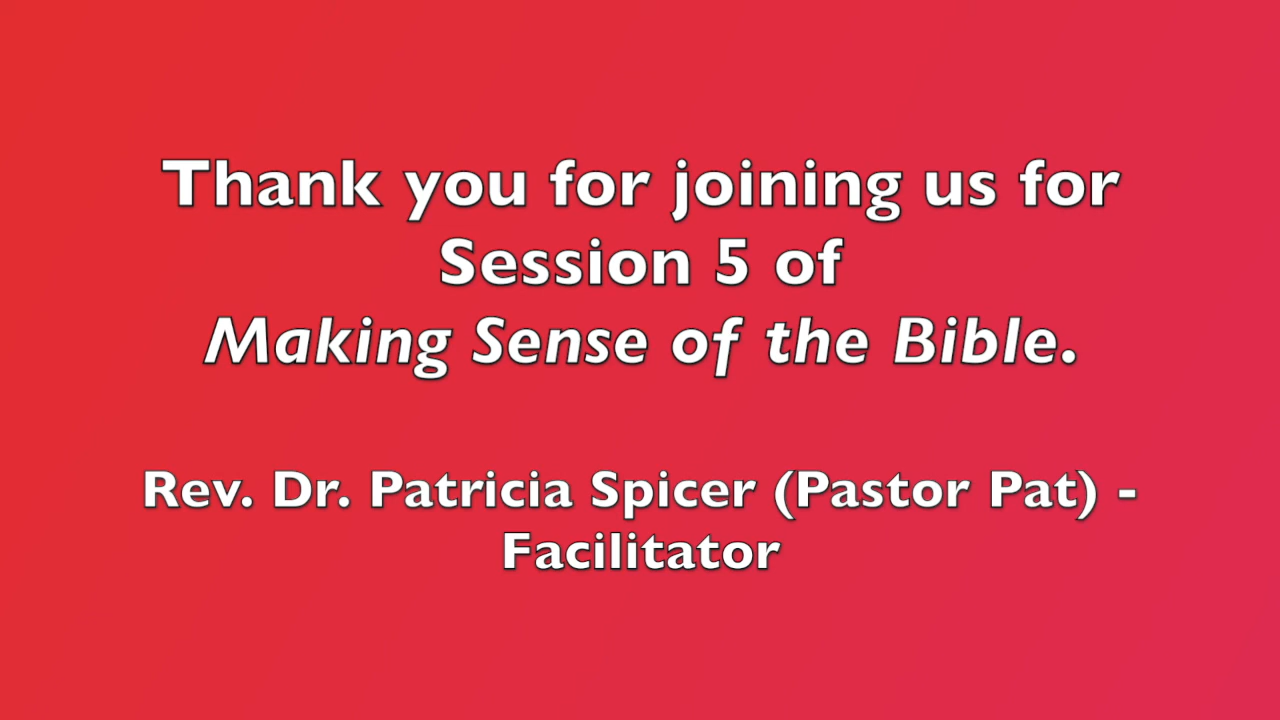 Thank you for joining us for
Session 5 of
Making Sense of the Bible.
Rev. Dr. Patricia Spicer (Pastor Pat) -
Facilitator